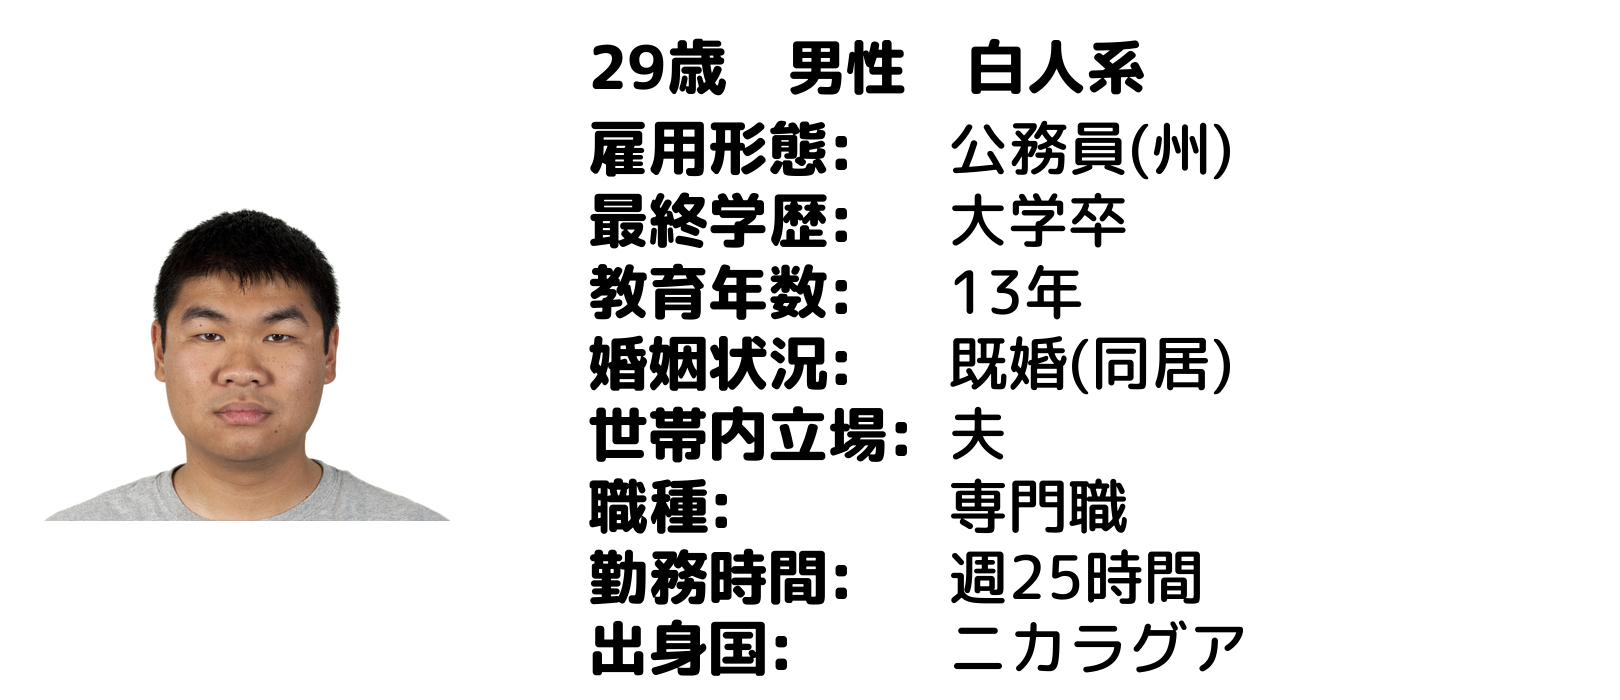 29歳　男性　白人系
雇用形態: 公務員(州)
最終学歴: 大学卒
教育年数: 13年
婚姻状況: 既婚(同居)
世帯内立場: 夫
職種: 専門職
勤務時間: 週25時間
出身国: ニカラグア